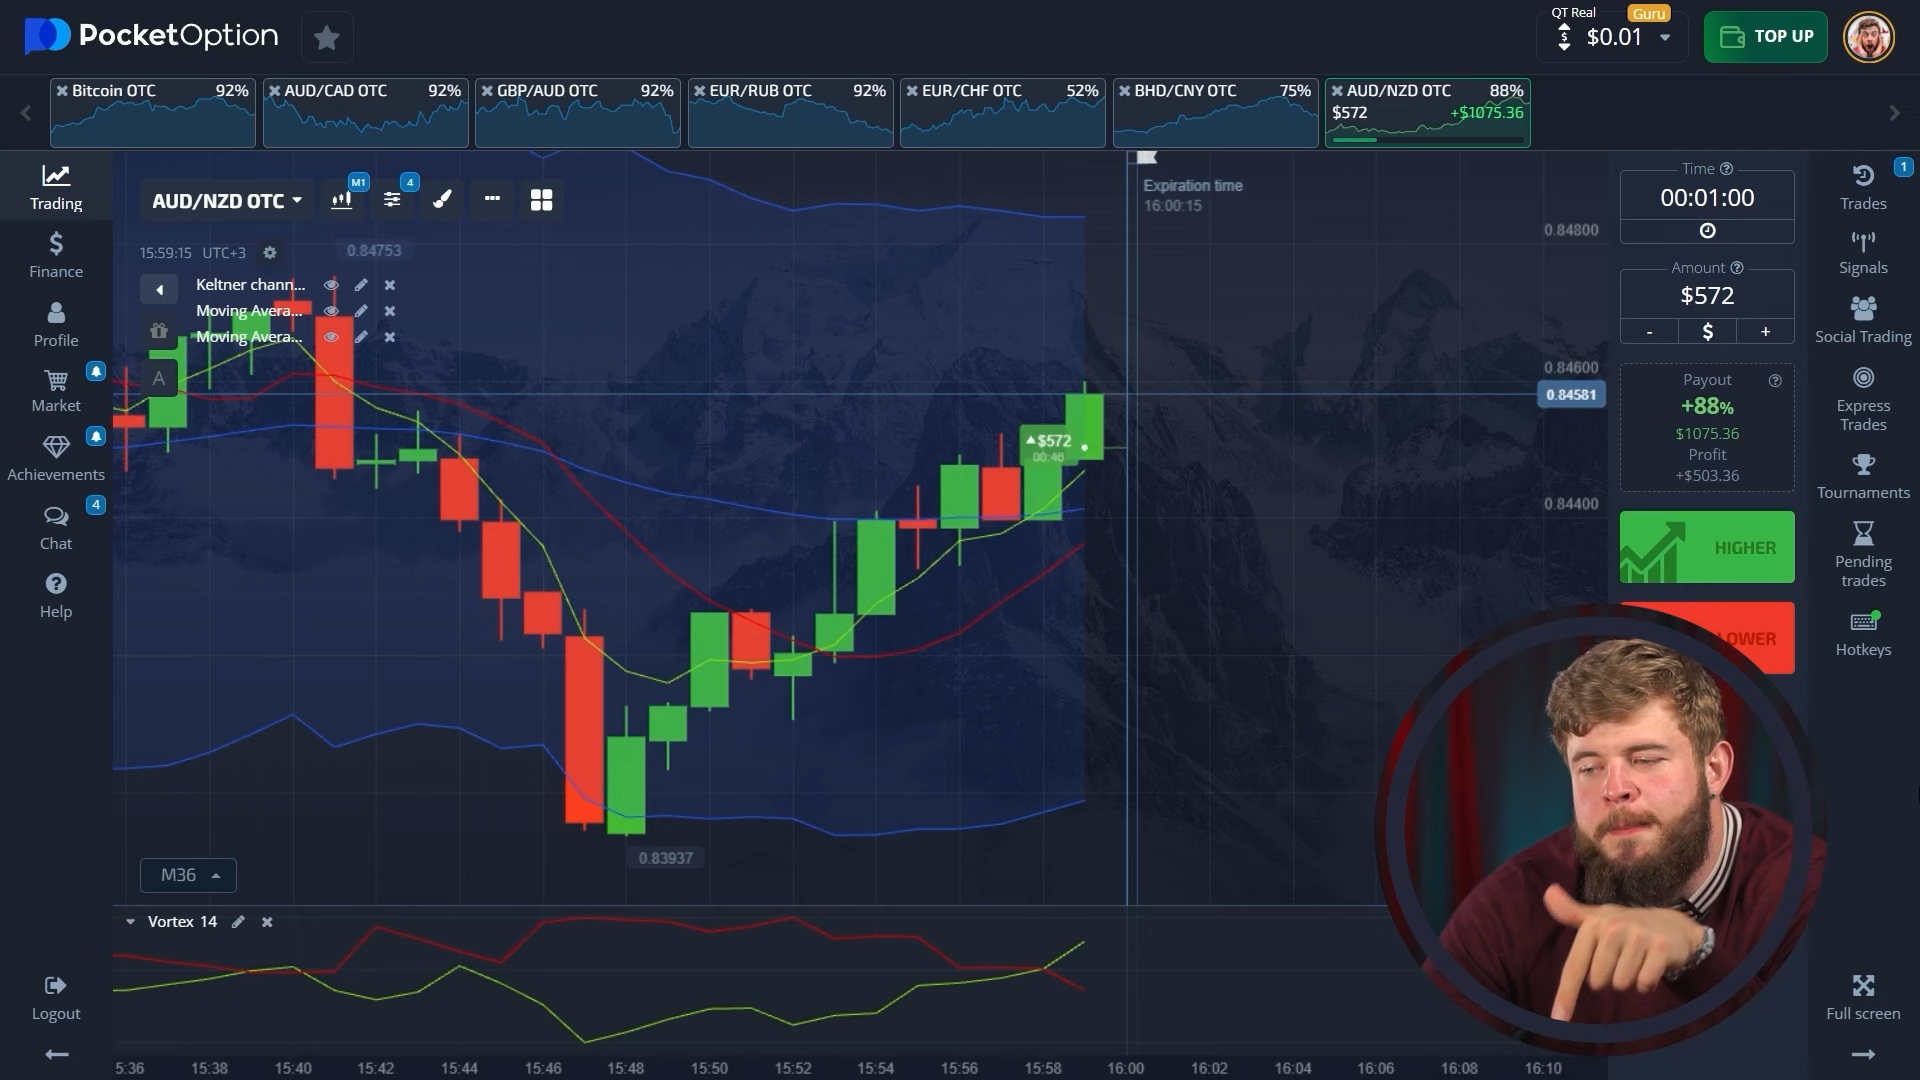 PocketOption
QT Real
Guru
$0.01
TOP UP
Bitcoin OTC 92%
AUD/CAD OTC 92%
GBP/AUD OTC 92%
EUR/RUB OTC 92%
EUR/CHF OTC 52%
BHD/CNY OTC 75%
AUD/NZD OTC 88%
$572 +$1075.36
Trading
Finance
Profile
Market
Achievements
4
Chat
Help
Logout
AUD/NZD OTC
M1
4
15:59:15 UTC+3
0.84753
Keltner chann...
Moving Avera...
Moving Avera...
A
Expiration time
16:00:15
0.84800
0.84600
0.84581
0.84400
$572
00:46
0.83937
M36
Vortex 14
5:36 15:38 15:40 15:42 15:44 15:46 15:48 15:50 15:52 15:54 15:56 15:58 16:00 16:02 16:04 16:06 16:08 16:10
Time
00:01:00
Amount
$572
- $ +
Payout
+88%
$1075.36
Profit
+$503.36
HIGHER
LOWER
1
Trades
Signals
Social Trading
Express
Trades
Tournaments
Pending
trades
Hotkeys
Full screen